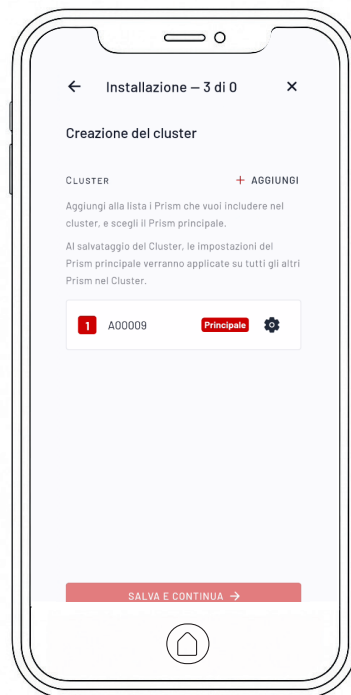 Installazione – 3 di 0
Creazione del cluster
CLUSTER + AGGIUNGI
Aggiungi alla lista i Prism che vuoi includere nel
cluster, e scegli il Prism principale.
Al salvataggio del Cluster, le impostazioni del
Prism principale verranno applicate su tutti gli altri
Prism nel Cluster.
1 A00009 Principale
SALVA E CONTINUA →